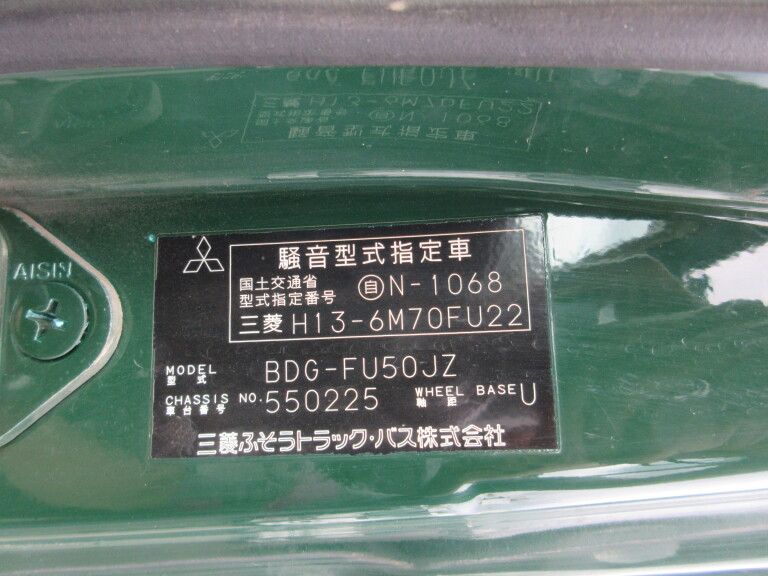 AISIN
騒音型式指定車
国土交通省
型式指定番号 自N-1068
三菱 H13-6M70FU22
MODEL
型式 BDG-FU50JZ
CHASSIS NO. 550225 WHEEL BASE U
車台番号 軸距
三菱ふそうトラック・バス株式会社